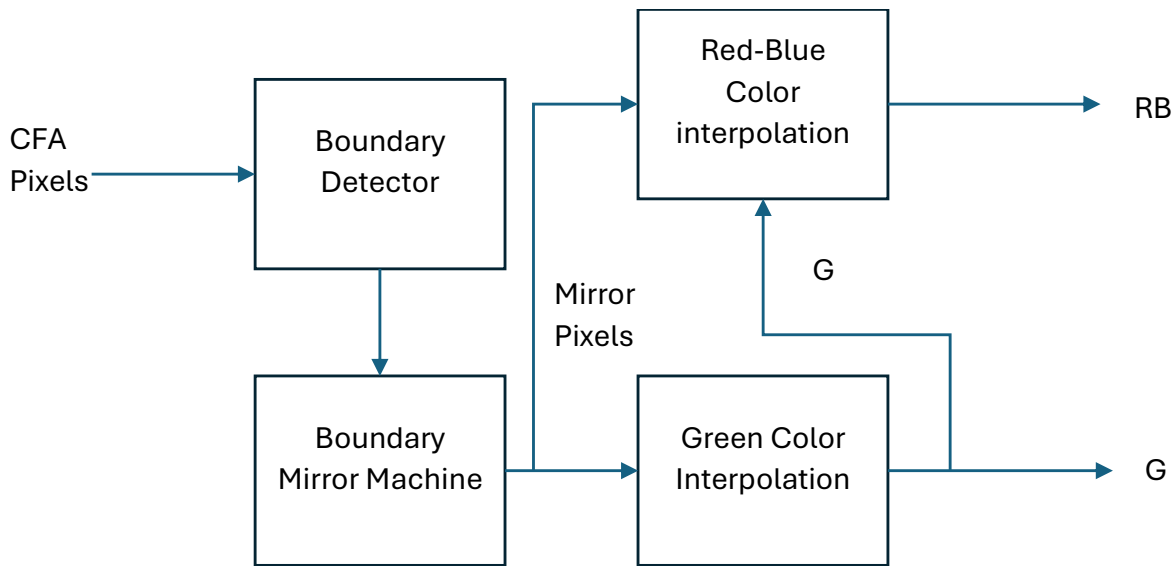 CFA
Pixels
Boundary
Detector
Red-Blue
Color
interpolation
RB
G
Mirror
Pixels
Boundary
Mirror Machine
Green Color
Interpolation
G